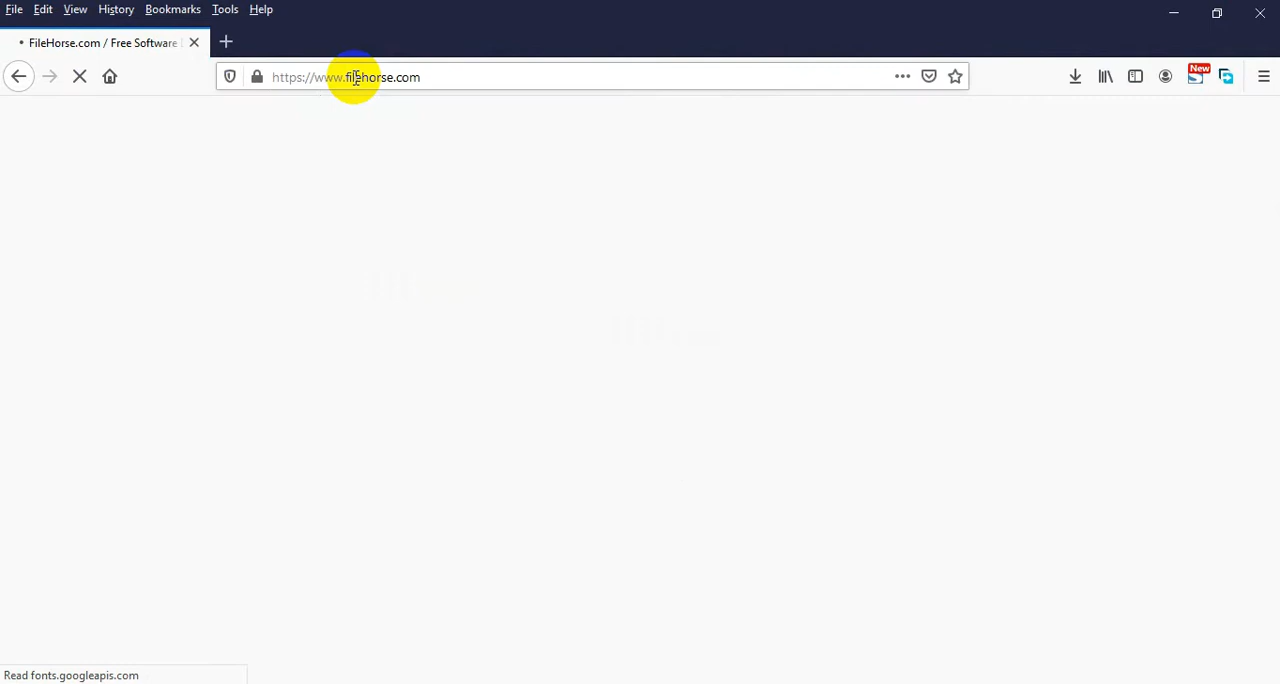 File Edit View History Bookmarks Tools Help
FileHorse.com / Free Software
https://www.filehorse.com
New
Read fonts.googleapis.com